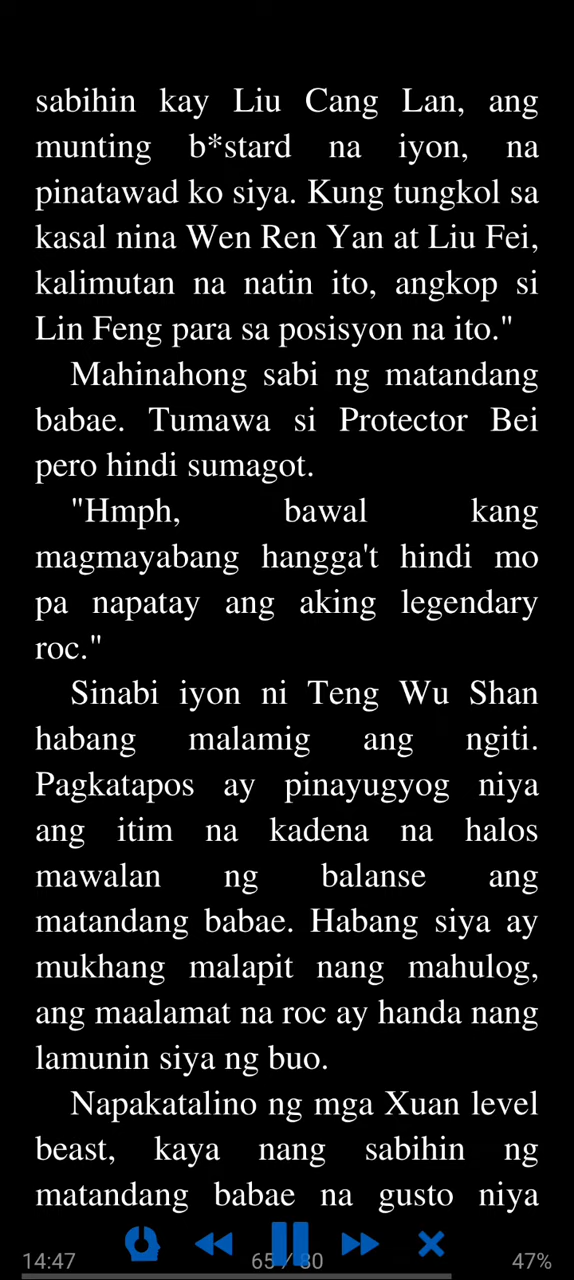 sabihin kay Liu Cang Lan, ang
munting b*stard na iyon, na
pinatawad ko siya. Kung tungkol sa
kasal nina Wen Ren Yan at Liu Fei,
kalimutan na natin ito, angkop si
Lin Feng para sa posisyon na ito."
Mahinahong sabi ng matandang
babae. Tumawa si Protector Bei
pero hindi sumagot.
"Hmph, bawal kang
magmayabang hangga't hindi mo
pa napatay ang aking legendary
roc."
Sinabi iyon ni Teng Wu Shan
habang malamig ang ngiti.
Pagkatapos ay pinayugyog niya
ang itim na kadena na halos
mawalan ng balanse ang
matandang babae. Habang siya ay
mukhang malapit nang mahulog,
ang maalamat na roc ay handa nang
lamunin siya ng buo.
Napakatalino ng mga Xuan level
beast, kaya nang sabihin ng
matandang babae na gusto niya
14:47 65 / 80 47%